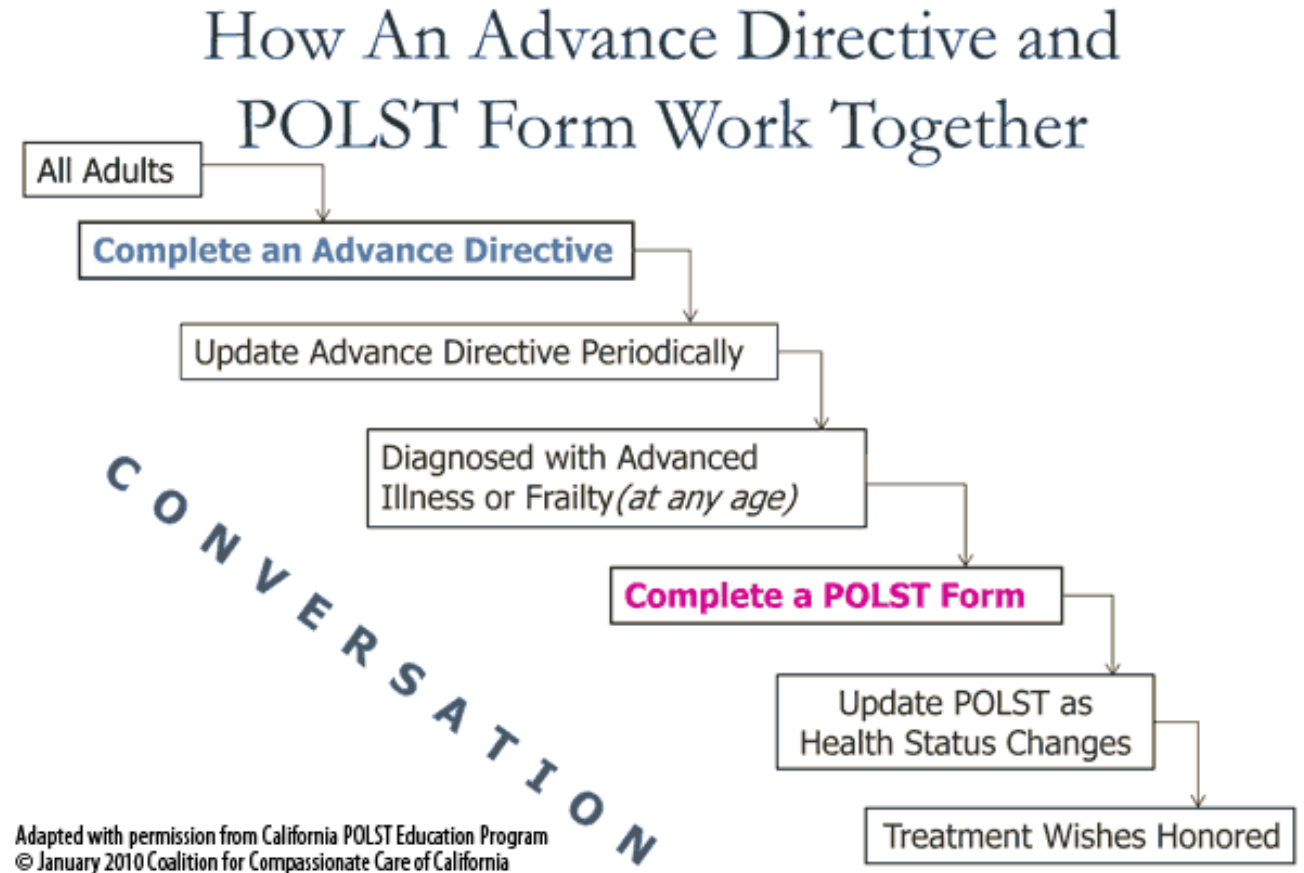 How An Advance Directive and
POLST Form Work Together
All Adults
Complete an Advance Directive
Update Advance Directive Periodically
Diagnosed with Advanced
Illness or Frailty(at any age)
Complete a POLST Form
Update POLST as
Health Status Changes
Treatment Wishes Honored
CONVERSATION
Adapted with permission from California POLST Education Program
© January 2010 Coalition for Compassionate Care of California